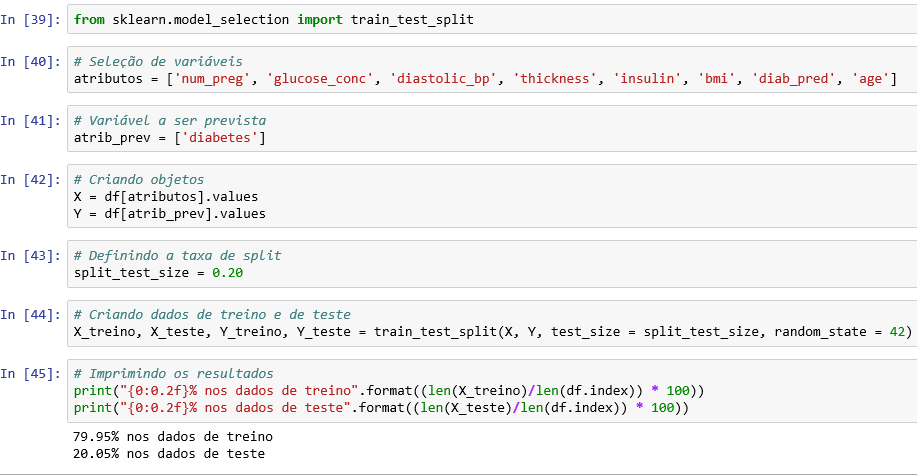 In [39]: from sklearn.model_selection import train_test_split
In [40]: # Seleção de variáveis
atributos = ['num_preg', 'glucose_conc', 'diastolic_bp', 'thickness', 'insulin', 'bmi', 'diab_pred', 'age']
In [41]: # Variável a ser prevista
atrib_prev = ['diabetes']
In [42]: # Criando objetos
X = df[atributos].values
Y = df[atrib_prev].values
In [43]: # Definindo a taxa de split
split_test_size = 0.20
In [44]: # Criando dados de treino e de teste
X_treino, X_teste, Y_treino, Y_teste = train_test_split(X, Y, test_size = split_test_size, random_state = 42)
In [45]: # Imprimindo os resultados
print("{0:0.2f}% nos dados de treino".format((len(X_treino)/len(df.index)) * 100))
print("{0:0.2f}% nos dados de teste".format((len(X_teste)/len(df.index)) * 100))
79.95% nos dados de treino
20.05% nos dados de teste